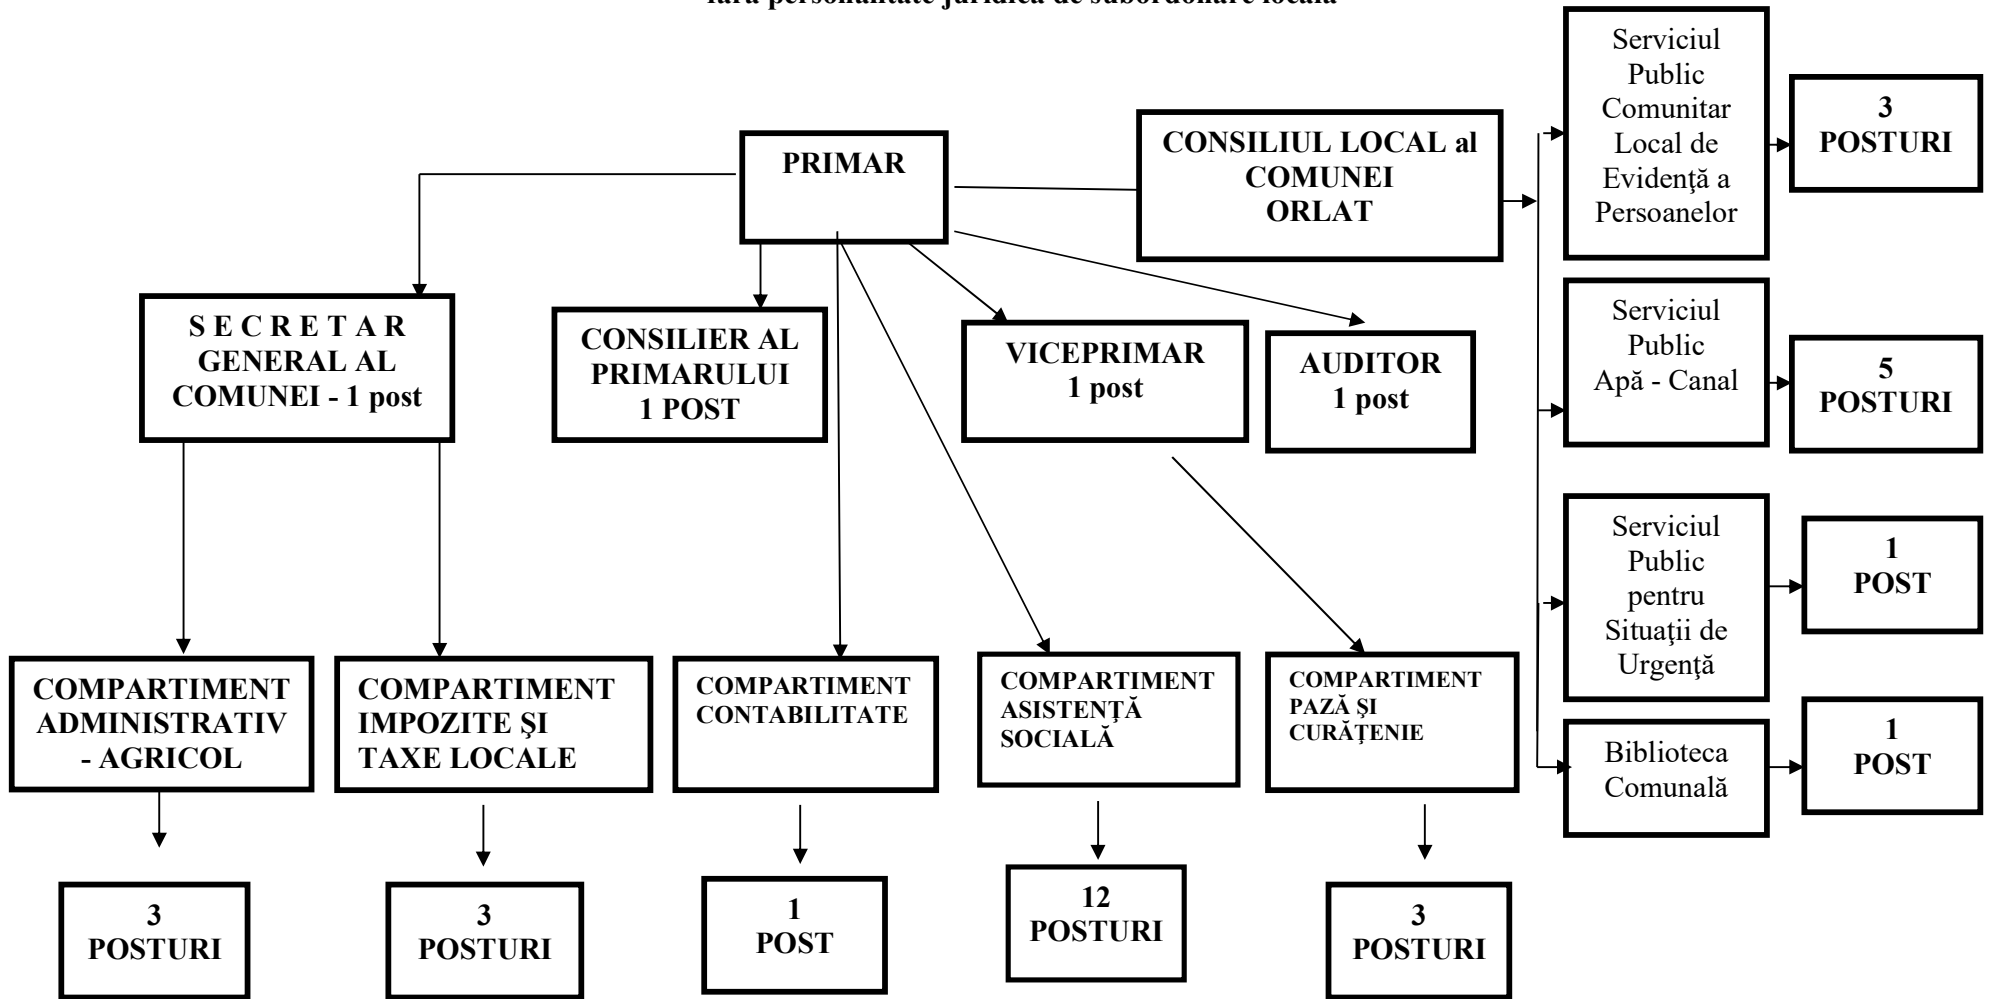 fără personalitate juridică de subordonare locală
PRIMAR
CONSILIUL LOCAL al
COMUNEI
ORLAT
Serviciul
Public
Comunitar
Local de
Evidenţă a
Persoanelor
3
POSTURI
S E C R E T A R
GENERAL AL
COMUNEI - 1 post
CONSILIER AL
PRIMARULUI
1 POST
VICEPRIMAR
1 post
AUDITOR
1 post
Serviciul
Public
Apă - Canal
5
POSTURI
Serviciul
Public
pentru
Situaţii de
Urgenţă
1
POST
Biblioteca
Comunală
1
POST
COMPARTIMENT
ADMINISTRATIV
- AGRICOL
COMPARTIMENT
IMPOZITE ŞI
TAXE LOCALE
COMPARTIMENT
CONTABILITATE
COMPARTIMENT
ASISTENŢĂ
SOCIALĂ
COMPARTIMENT
PAZĂ ŞI
CURĂŢENIE
3
POSTURI
3
POSTURI
1
POST
12
POSTURI
3
POSTURI